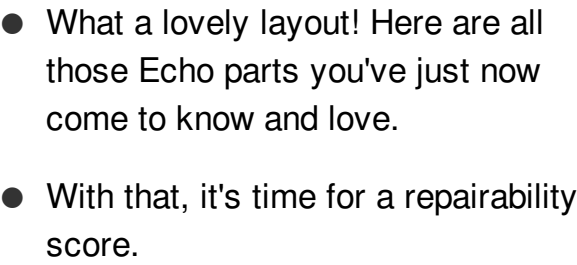 ● What a lovely layout! Here are all
those Echo parts you've just now
come to know and love.
● With that, it's time for a repairability
score.